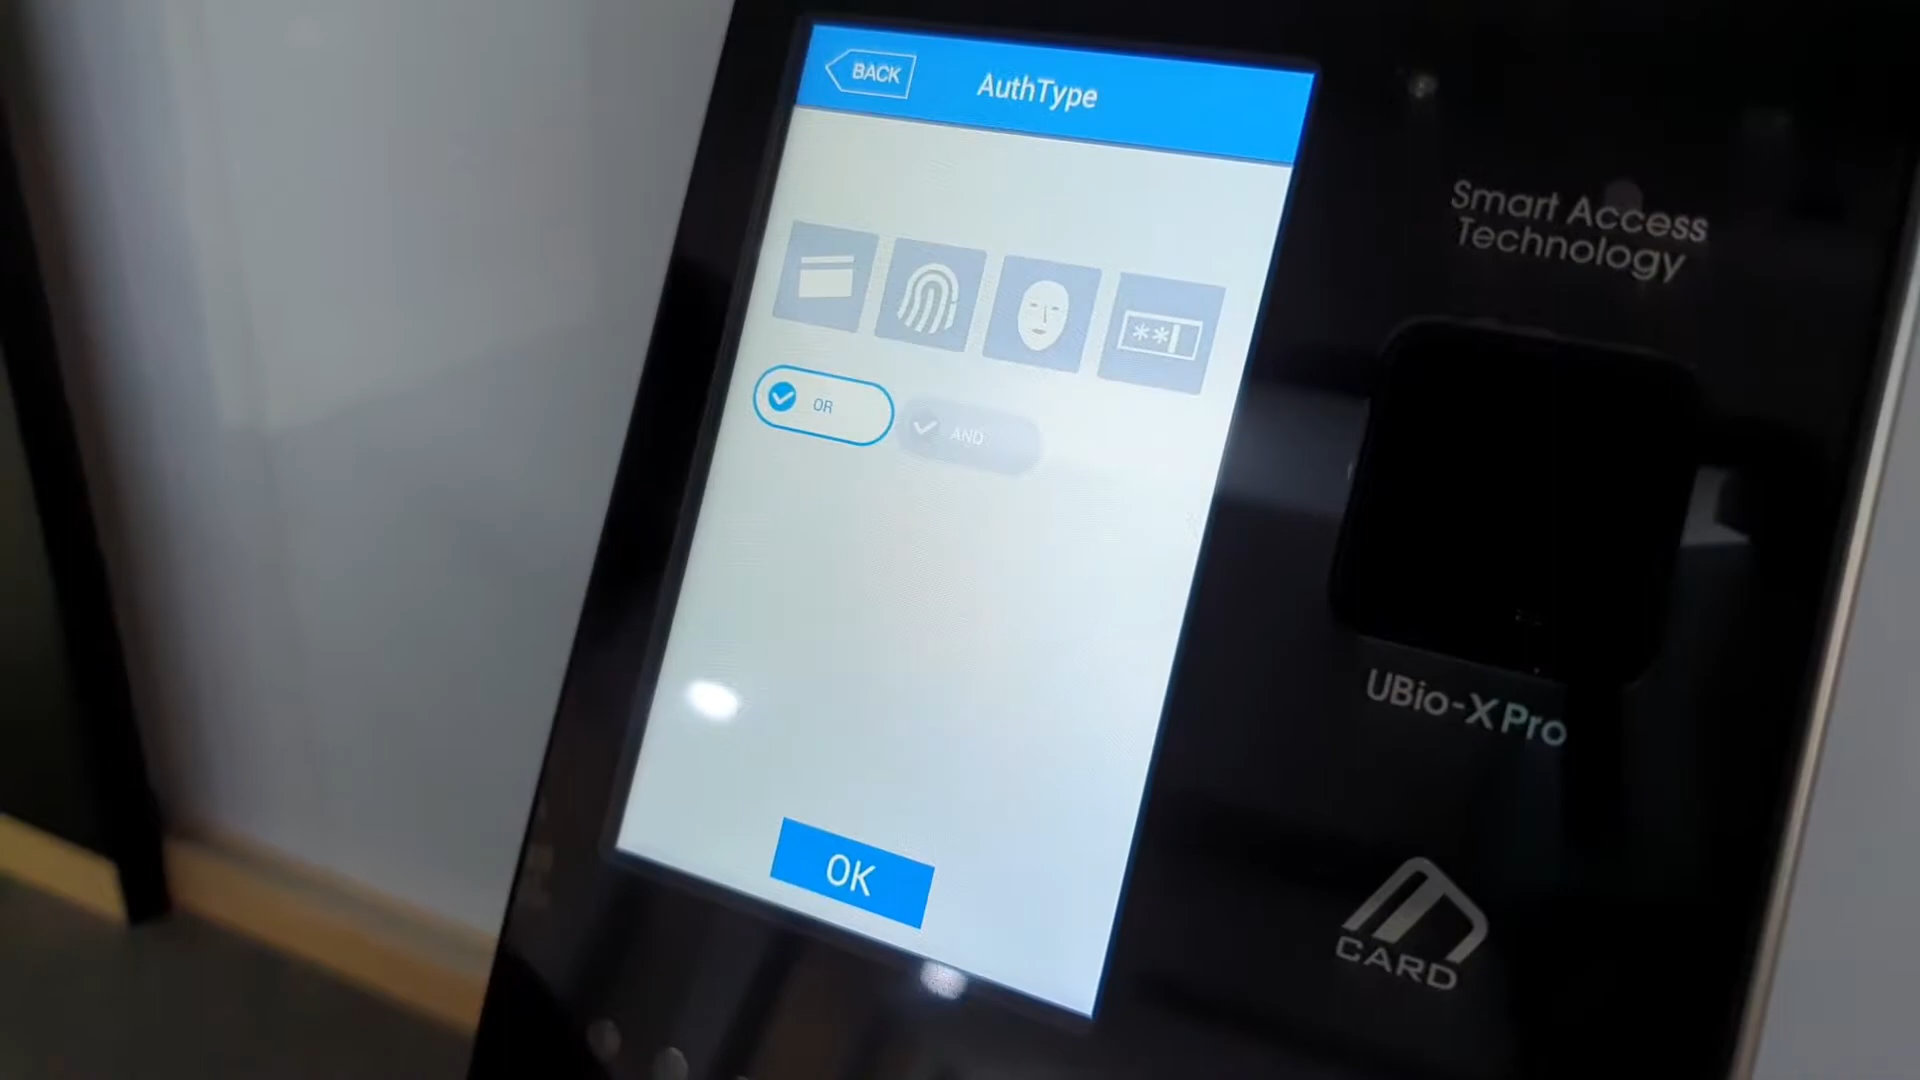 BACK
AuthType
**
OR
AND
OK
Smart Access
Technology
UBio-X Pro
CARD